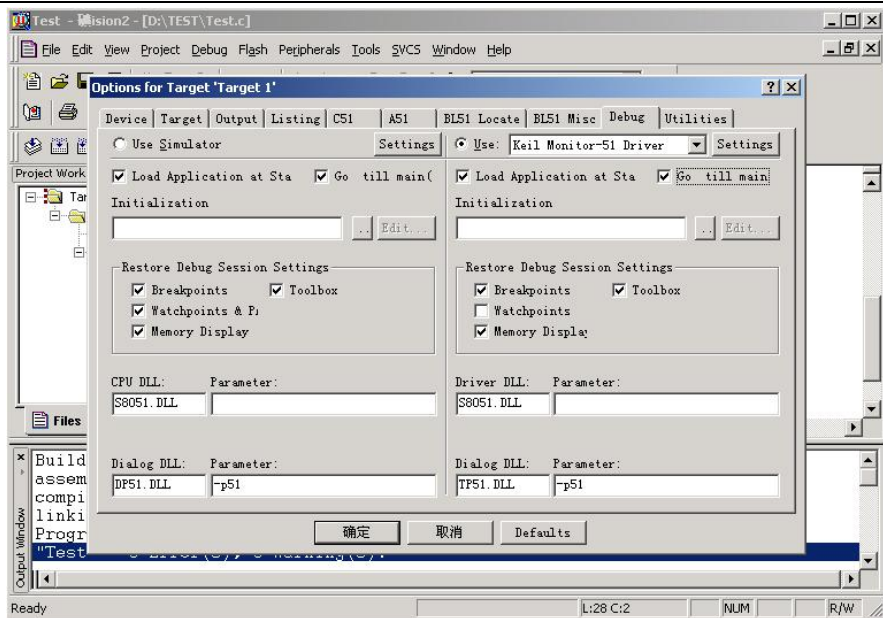 Test - µVision2 - [D:\TEST\Test.c]
File Edit View Project Debug Flash Peripherals Tools SVCS Window Help
Options for Target 'Target 1'
Device Target Output Listing C51 A51 BL51 Locate BL51 Misc Debug Utilities
Use Simulator Settings Use: Keil Monitor-51 Driver Settings
Project Work
Load Application at Sta Go till main( Load Application at Sta Go till main
Tar
Initialization Initialization
.. Edit... .. Edit...
Restore Debug Session Settings Restore Debug Session Settings
Breakpoints Toolbox Breakpoints Toolbox
Watchpoints & P Watchpoints
Memory Display Memory Display
CPU DLL: Parameter: Driver DLL: Parameter:
S8051.DLL S8051.DLL
Files
Dialog DLL: Parameter: Dialog DLL: Parameter:
DP51.DLL -p51 TP51.DLL -p51
确定 取消 Defaults
Build
assem
compi
linki
Progr
"Test
Output Window
Ready L:28 C:2 NUM R/W